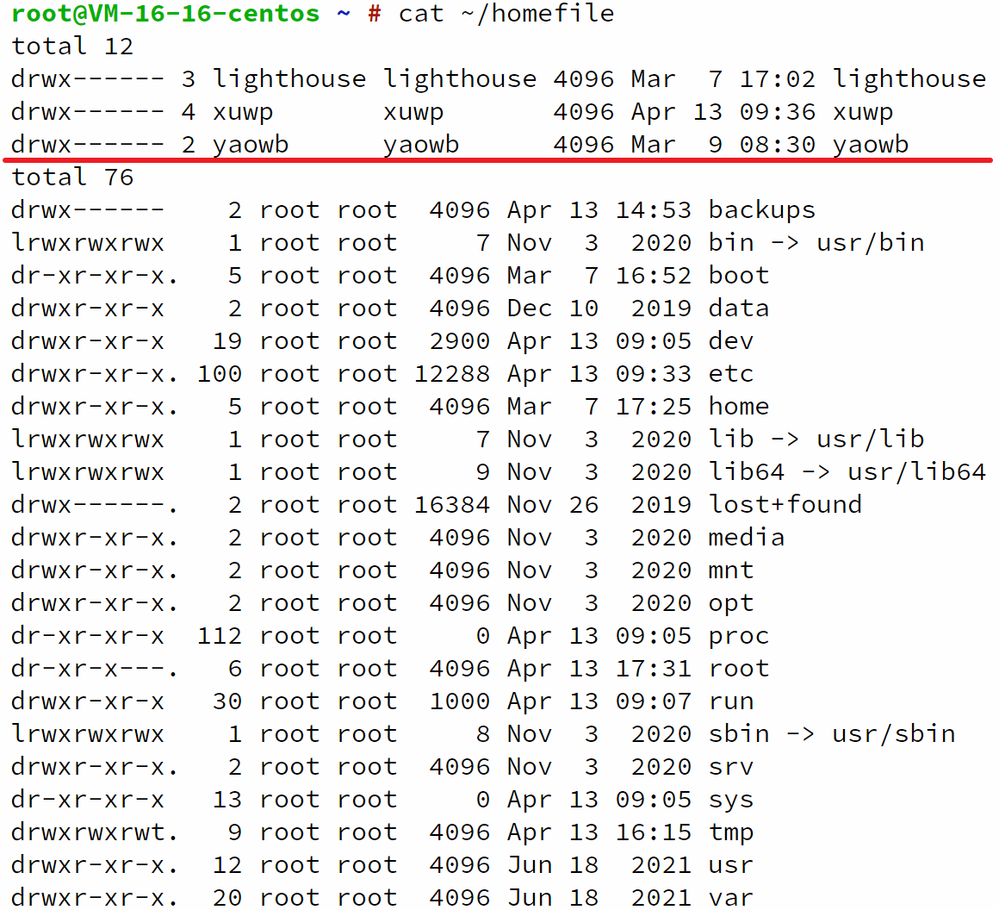 root@VM-16-16-centos ~ # cat ~/homefile
total 12
drwx------ 3 lighthouse lighthouse 4096 Mar  7 17:02 lighthouse
drwx------ 4 xuwp       xuwp       4096 Apr 13 09:36 xuwp
drwx------ 2 yaowb      yaowb      4096 Mar  9 08:30 yaowb
total 76
drwx------    2 root root  4096 Apr 13 14:53 backups
lrwxrwxrwx    1 root root     7 Nov  3  2020 bin -> usr/bin
dr-xr-xr-x.   5 root root  4096 Mar  7 16:52 boot
drwxr-xr-x    2 root root  4096 Dec 10  2019 data
drwxr-xr-x   19 root root  2900 Apr 13 09:05 dev
drwxr-xr-x. 100 root root 12288 Apr 13 09:33 etc
drwxr-xr-x.   5 root root  4096 Mar  7 17:25 home
lrwxrwxrwx    1 root root     7 Nov  3  2020 lib -> usr/lib
lrwxrwxrwx    1 root root     9 Nov  3  2020 lib64 -> usr/lib64
drwx------.   2 root root 16384 Nov 26  2019 lost+found
drwxr-xr-x.   2 root root  4096 Nov  3  2020 media
drwxr-xr-x.   2 root root  4096 Nov  3  2020 mnt
drwxr-xr-x.   2 root root  4096 Nov  3  2020 opt
dr-xr-xr-x  112 root root     0 Apr 13 09:05 proc
dr-xr-x---.   6 root root  4096 Apr 13 17:31 root
drwxr-xr-x   30 root root  1000 Apr 13 09:07 run
lrwxrwxrwx    1 root root     8 Nov  3  2020 sbin -> usr/sbin
drwxr-xr-x.   2 root root  4096 Nov  3  2020 srv
dr-xr-xr-x   13 root root     0 Apr 13 09:05 sys
drwxrwxrwt.   9 root root  4096 Apr 13 16:15 tmp
drwxr-xr-x.  12 root root  4096 Jun 18  2021 usr
drwxr-xr-x.  20 root root  4096 Jun 18  2021 var